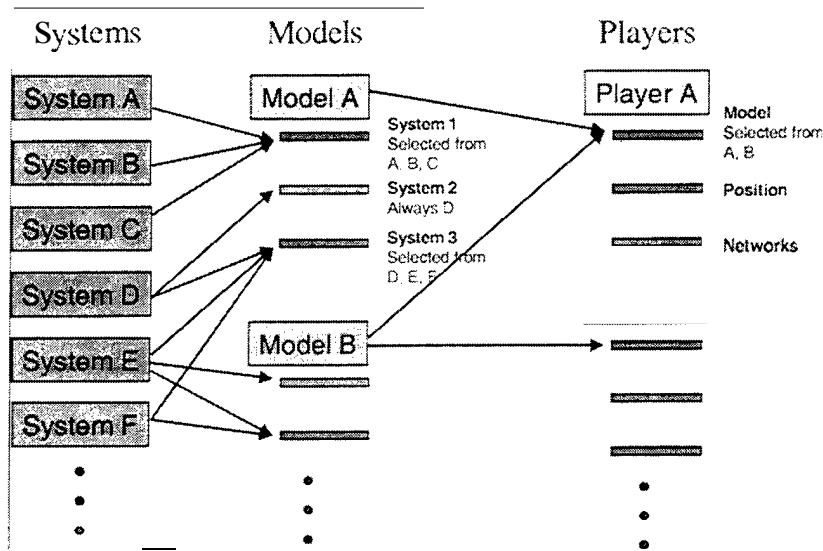 Systems
Models
Players
System A
System B
System C
System D
System E
System F
Model A
System 1
Selected from
A, B, C
System 2
Always D
System 3
Selected from
D, E, F
Model B
Player A
Model
Selected from
A, B
Position
Networks